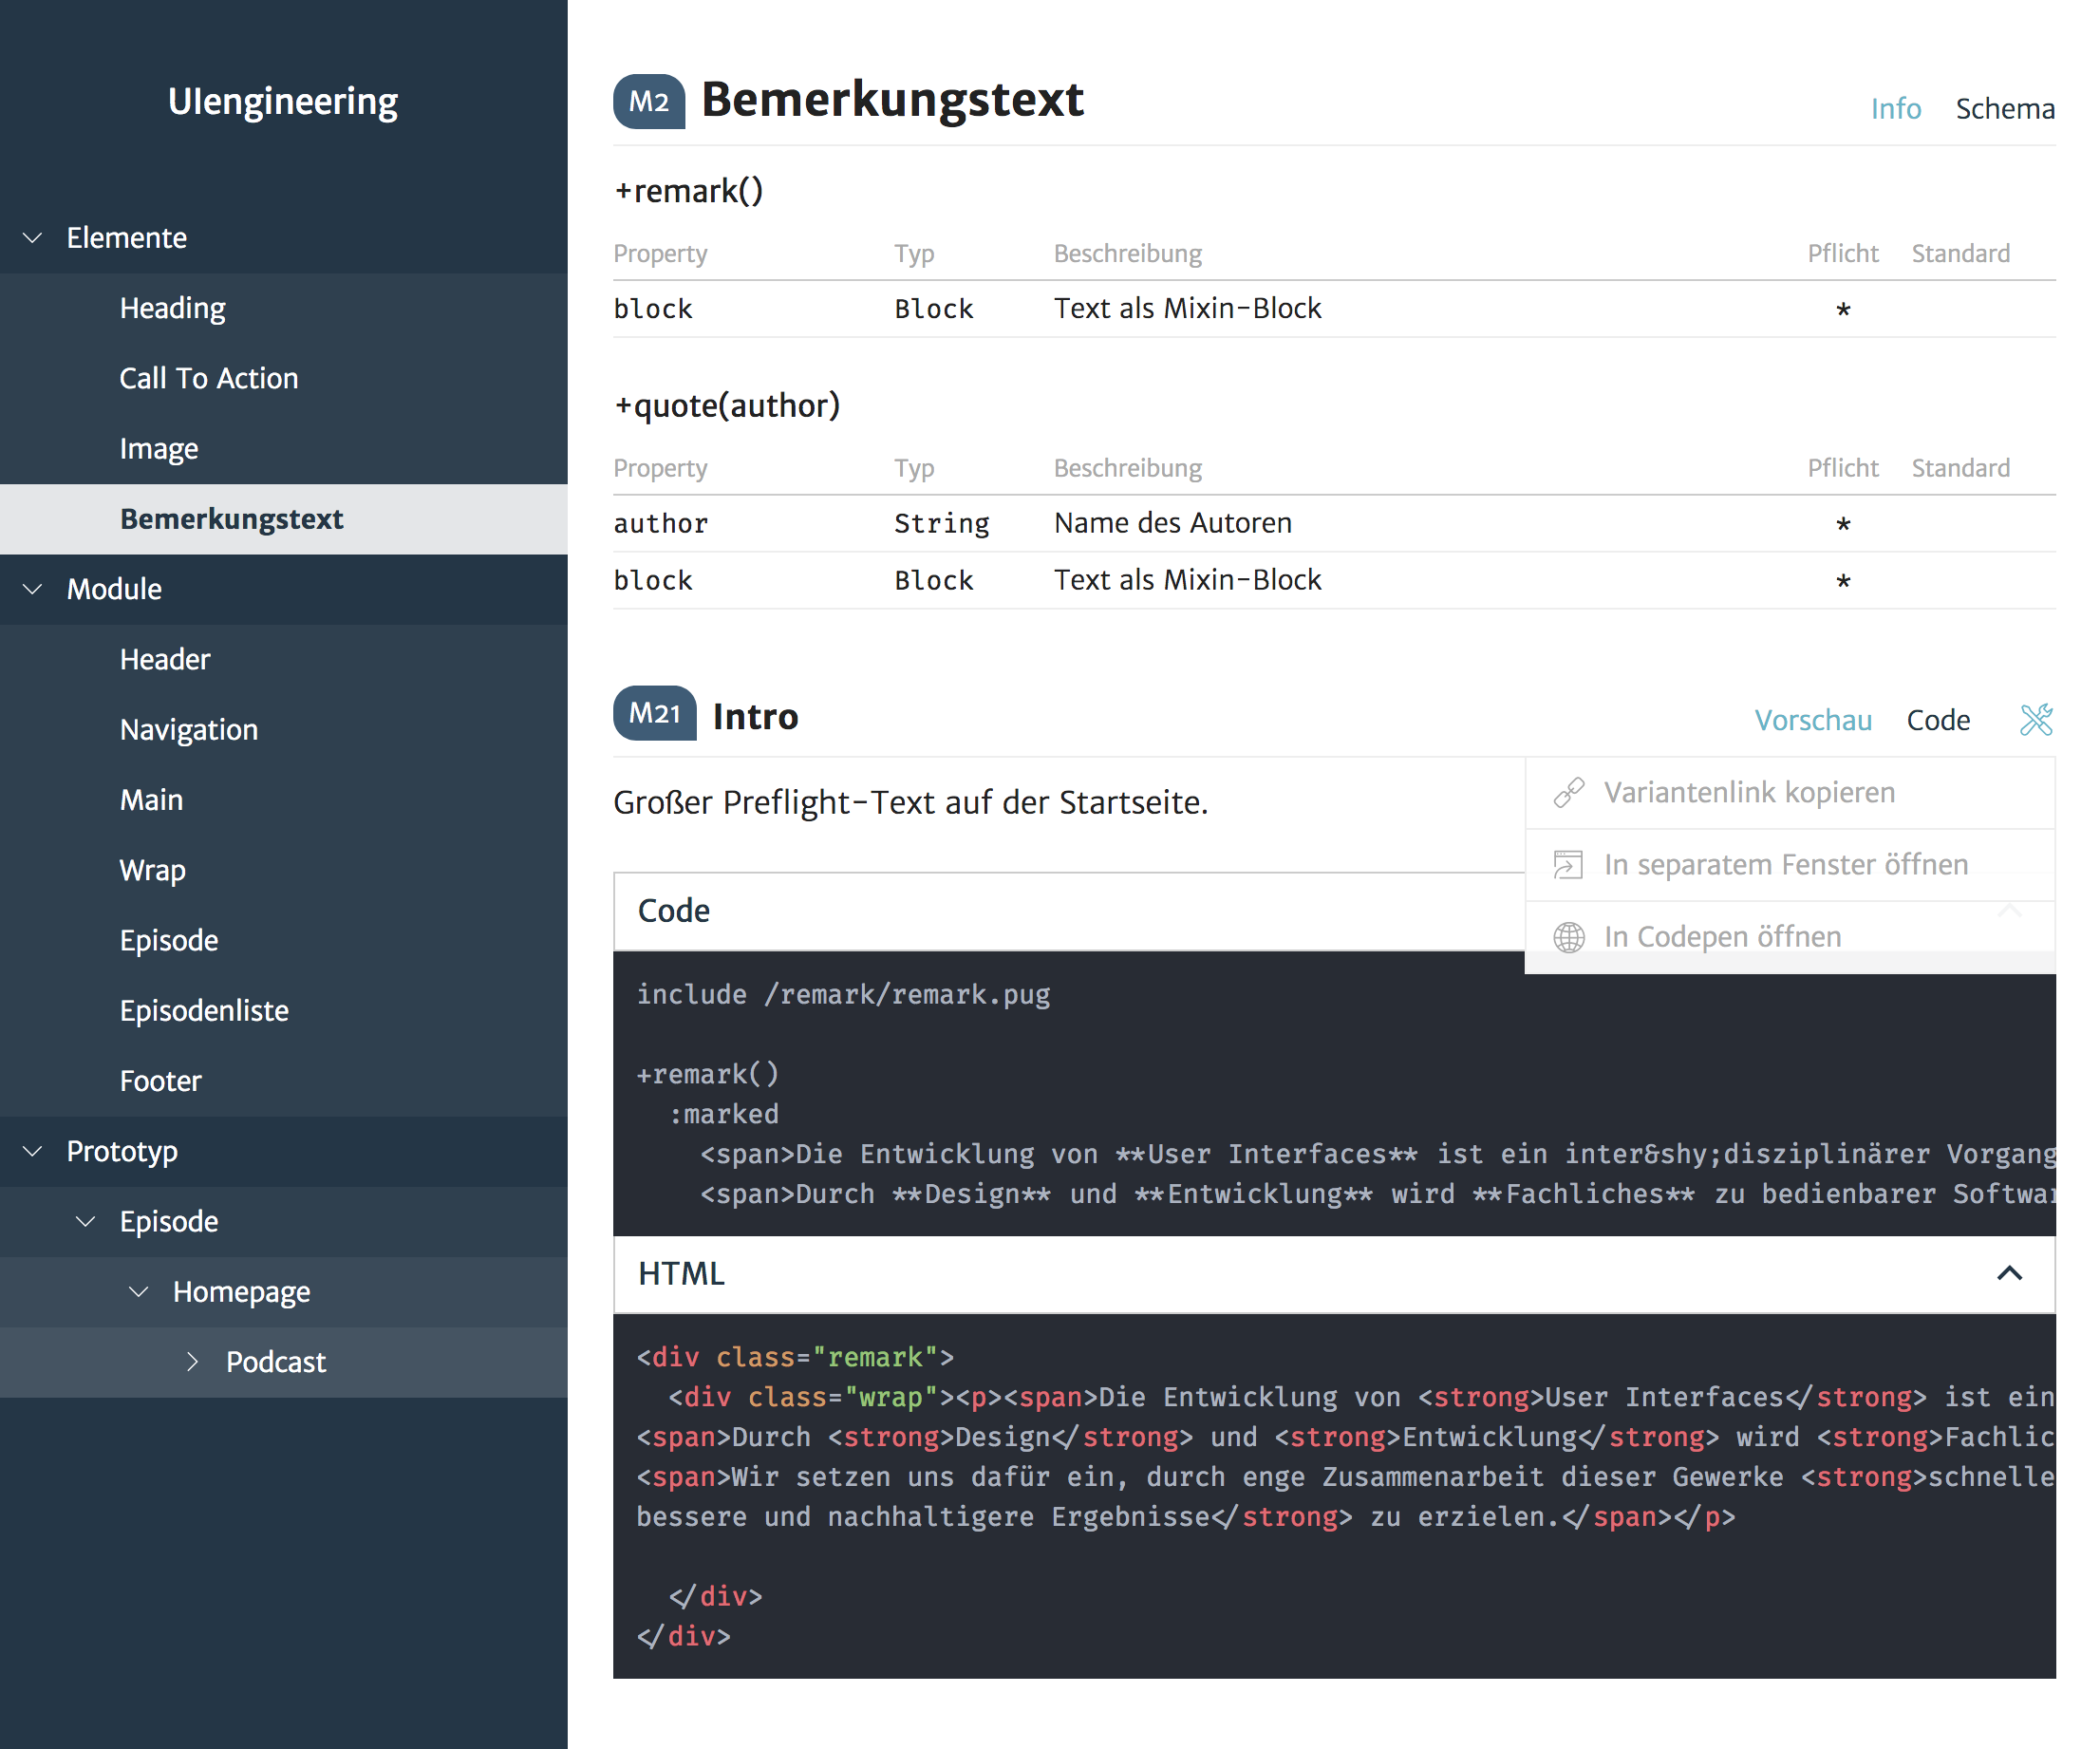 UIengineering
Elemente
Heading
Call To Action
Image
Bemerkungstext
Module
Header
Navigation
Main
Wrap
Episode
Episodenliste
Footer
Prototyp
Episode
Homepage
Podcast
M2 Bemerkungstext
Info Schema
+remark()
Property Typ Beschreibung Pflicht Standard
block Block Text als Mixin-Block *
+quote(author)
Property Typ Beschreibung Pflicht Standard
author String Name des Autoren *
block Block Text als Mixin-Block *
M21 Intro
Vorschau Code
Großer Preflight-Text auf der Startseite.
Variantenlink kopieren
In separatem Fenster öffnen
In Codepen öffnen
Code
include /remark/remark.pug
+remark()
:marked
<span>Die Entwicklung von **User Interfaces** ist ein inter&shy;disziplinärer Vorgang
<span>Durch **Design** und **Entwicklung** wird **Fachliches** zu bedienbarer Softwar
HTML
<div class="remark">
<div class="wrap"><p><span>Die Entwicklung von <strong>User Interfaces</strong> ist ein
<span>Durch <strong>Design</strong> und <strong>Entwicklung</strong> wird <strong>Fachlic
<span>Wir setzen uns dafür ein, durch enge Zusammenarbeit dieser Gewerke <strong>schnelle
bessere und nachhaltigere Ergebnisse</strong> zu erzielen.</span></p>
</div>
</div>